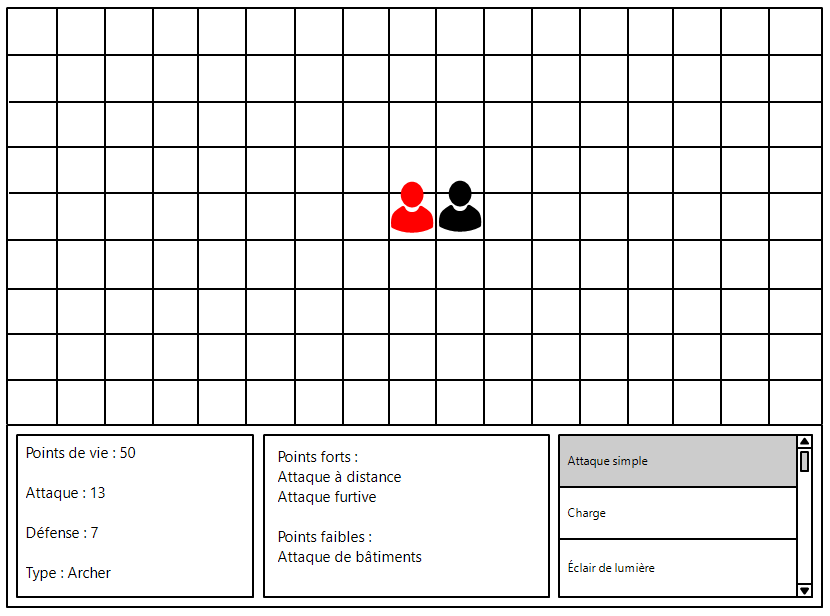 Points de vie : 50
Attaque : 13
Défense : 7
Type : Archer
Points forts :
Attaque à distance
Attaque furtive
Points faibles :
Attaque de bâtiments
Attaque simple
Charge
Éclair de lumière